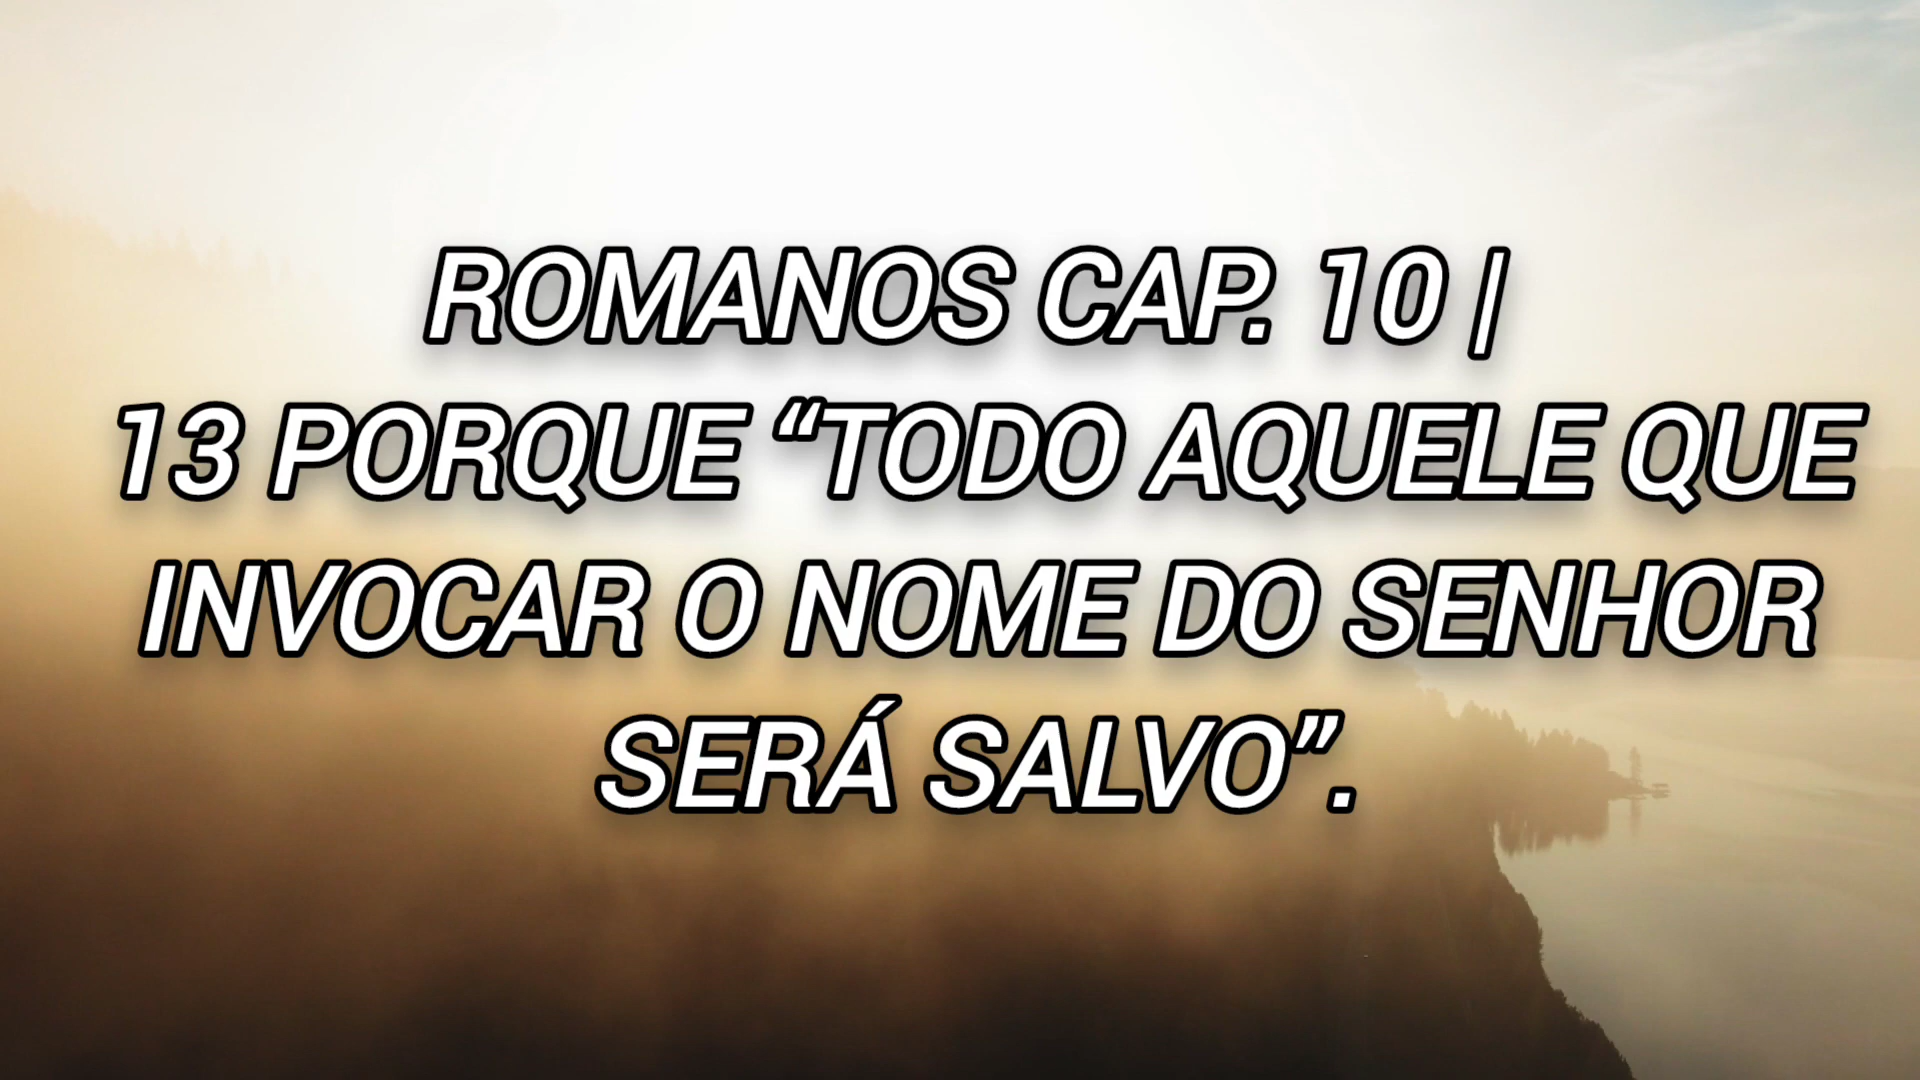 ROMANOS CAP. 10 |
13 PORQUE “TODO AQUELE QUE
INVOCAR O NOME DO SENHOR
SERÁ SALVO”.